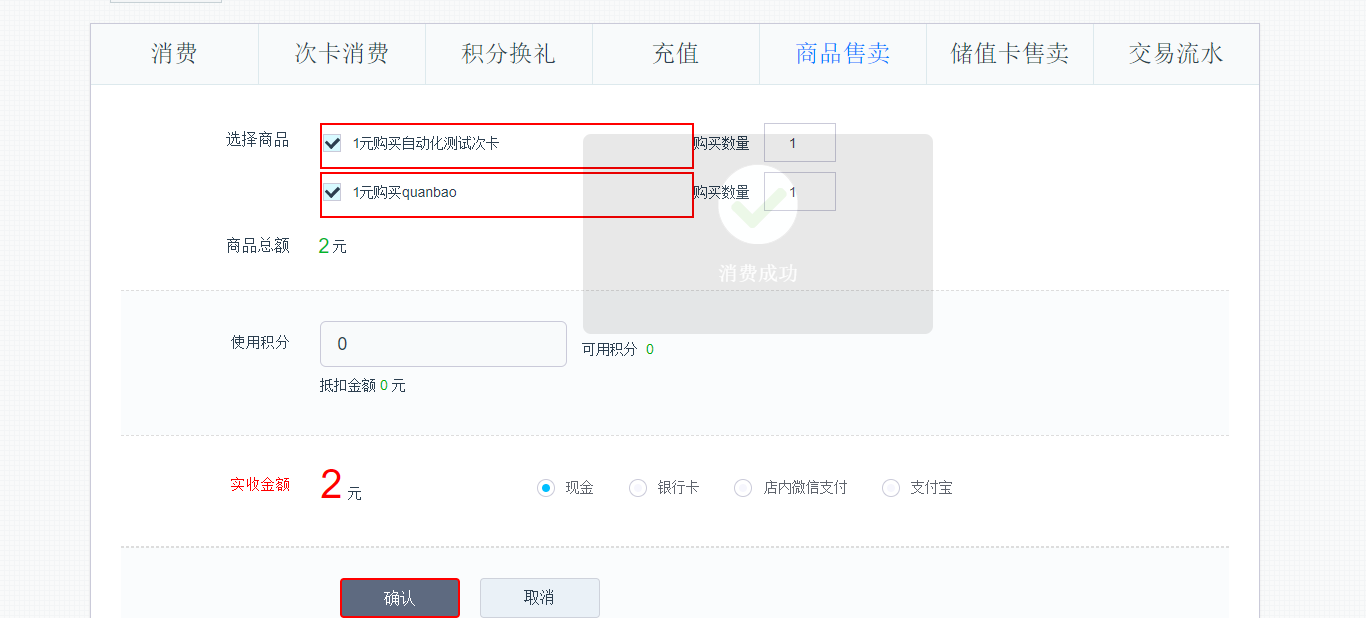 消费 次卡消费 积分换礼 充值 商品售卖 储值卡售卖 交易流水
选择商品 1元购买自动化测试次卡 购买数量 1
1元购买quanbao 购买数量 1
商品总额 2元
消费成功
使用积分 0 可用积分 0
抵扣金额 0 元
实收金额 2 元 现金 银行卡 店内微信支付 支付宝
确认 取消